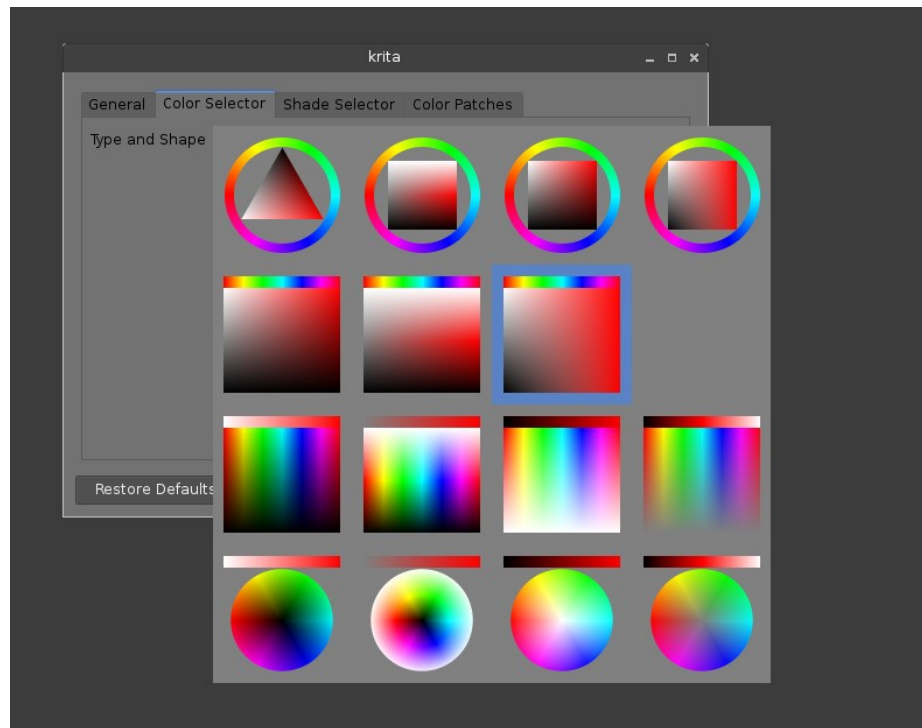 krita
General Color Selector Shade Selector Color Patches
Type and Shape
Restore Defaults